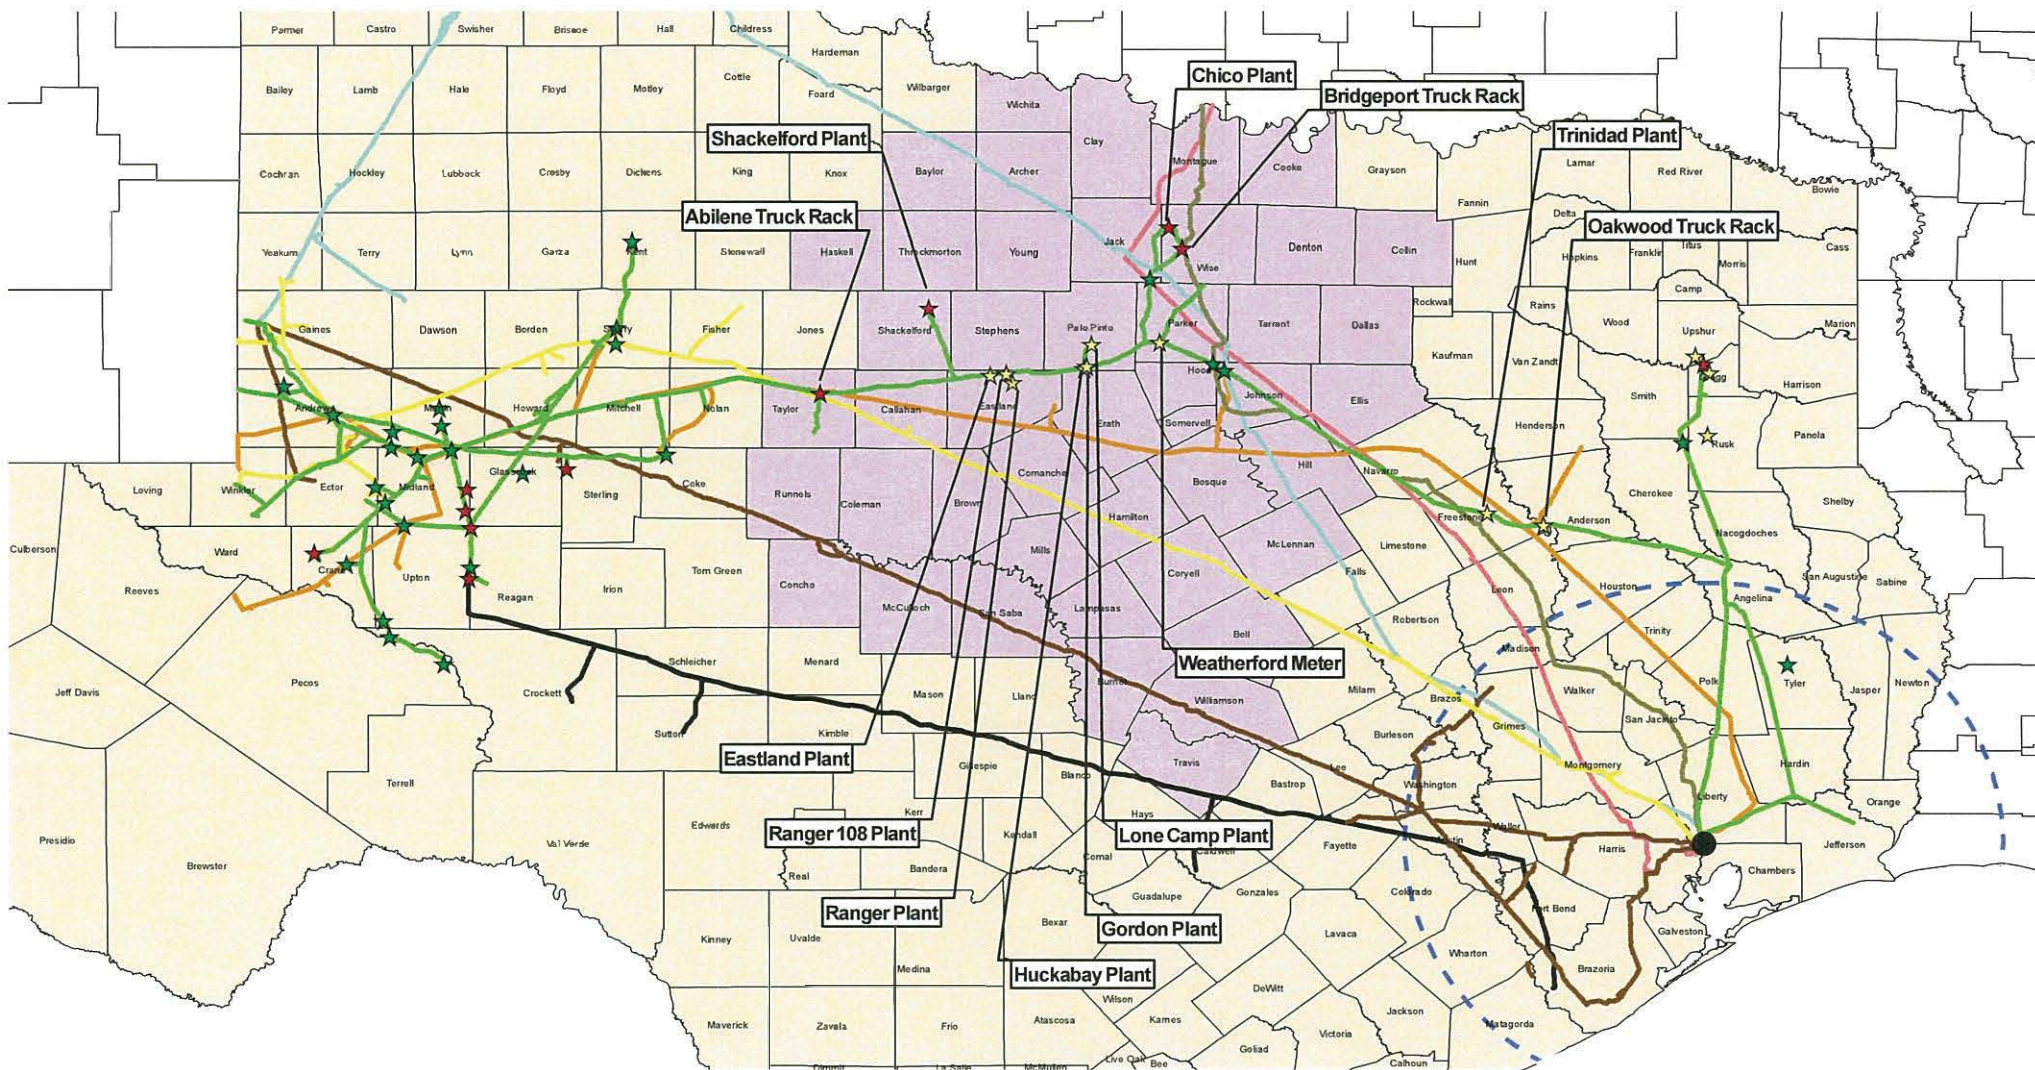 Parmer
Castro
Swisher
Briscoe
Hall
Childress
Hardeman
Bailey
Lamb
Hale
Floyd
Motley
Cottle
Foard
Wilbarger
Wichita
Clay
Chico Plant
Bridgeport Truck Rack
Trinidad Plant
Shackelford Plant
Cochran
Hockley
Lubbock
Crosby
Dickens
King
Knox
Baylor
Archer
Montague
Cooke
Grayson
Fannin
Lamar
Red River
Bowie
Abilene Truck Rack
Oakwood Truck Rack
Yoakum
Terry
Lynn
Garza
Kent
Stonewall
Haskell
Throckmorton
Young
Jack
Wise
Denton
Collin
Hunt
Delta
Hopkins
Franklin
Titus
Morris
Cass
Camp
Gaines
Dawson
Borden
Scurry
Fisher
Jones
Shackelford
Stephens
Palo Pinto
Parker
Tarrant
Dallas
Rockwall
Rains
Wood
Upshur
Marion
Kaufman
Van Zandt
Gregg
Harrison
Andrews
Martin
Howard
Mitchell
Nolan
Taylor
Callahan
Eastland
Erath
Hood
Somervell
Johnson
Ellis
Henderson
Smith
Rusk
Panola
Loving
Winkler
Ector
Midland
Glasscock
Sterling
Coke
Runnels
Coleman
Brown
Comanche
Hamilton
Bosque
Hill
Navarro
Freestone
Anderson
Cherokee
Shelby
Nacogdoches
Culberson
Reeves
Ward
Crane
Upton
Reagan
Irion
Tom Green
Concho
McCulloch
San Saba
Mills
Lampasas
Coryell
McLennan
Limestone
Falls
Bell
Robertson
Leon
Houston
Angelina
San Augustine
Sabine
Trinity
Madison
Jeff Davis
Pecos
Crockett
Schleicher
Menard
Mason
Llano
Burnet
Weatherford Meter
Williamson
Milam
Brazos
Grimes
Walker
San Jacinto
Polk
Tyler
Jasper
Newton
Sutton
Kimble
Eastland Plant
Gillespie
Blanco
Travis
Bastrop
Lee
Burleson
Washington
Montgomery
Liberty
Hardin
Orange
Terrell
Val Verde
Edwards
Kerr
Kendall
Hays
Ranger 108 Plant
Lone Camp Plant
Caldwell
Fayette
Austin
Waller
Harris
Jefferson
Chambers
Presidio
Brewster
Real
Bandera
Comal
Guadalupe
Gonzales
Colorado
Fort Bend
Ranger Plant
Gordon Plant
Huckabay Plant
Kinney
Uvalde
Medina
Bexar
Lavaca
Wharton
Brazoria
Galveston
Maverick
Zavala
Frio
Atascosa
Wilson
Karnes
DeWitt
Victoria
Jackson
Matagorda
Goliad
Dimmit
La Salle
McMullen
Live Oak
Bee
Calhoun